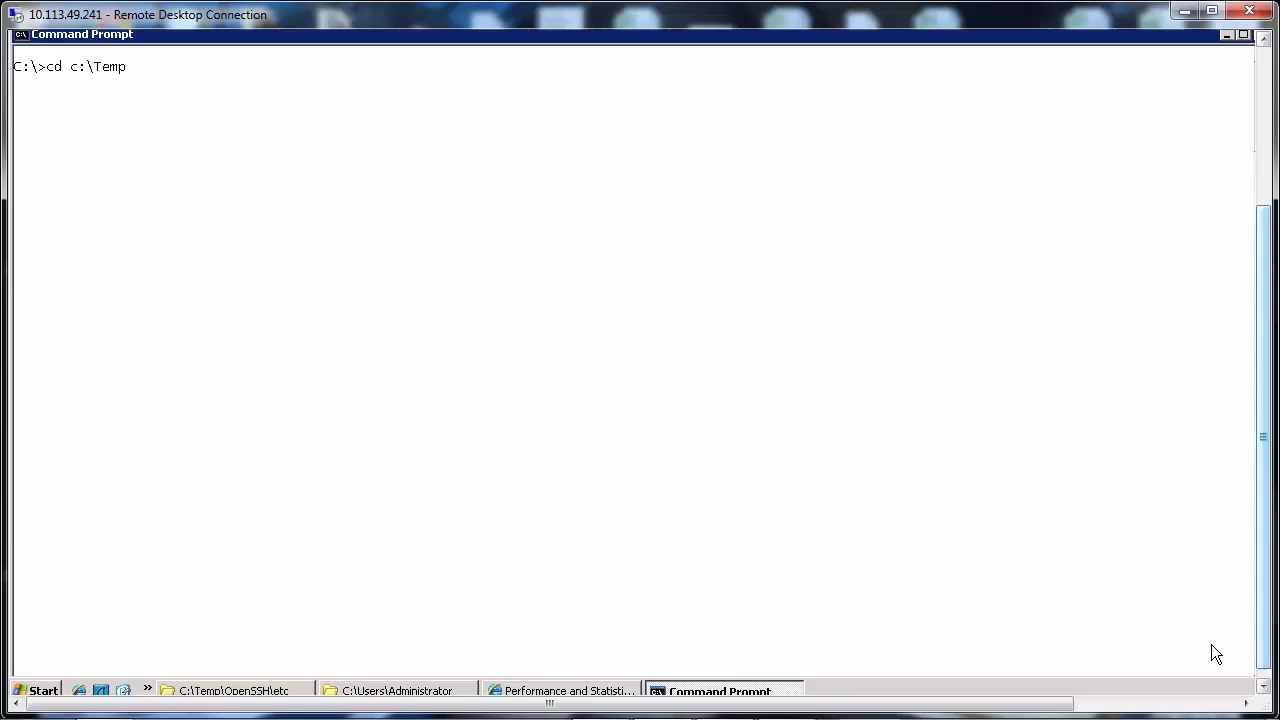 10.113.49.241 - Remote Desktop Connection
Command Prompt
C:\>cd c:\Temp
Start
»
C:\Temp\OpenSSH\etc
C:\Users\Administrator
Performance and Statisti...
Command Prompt